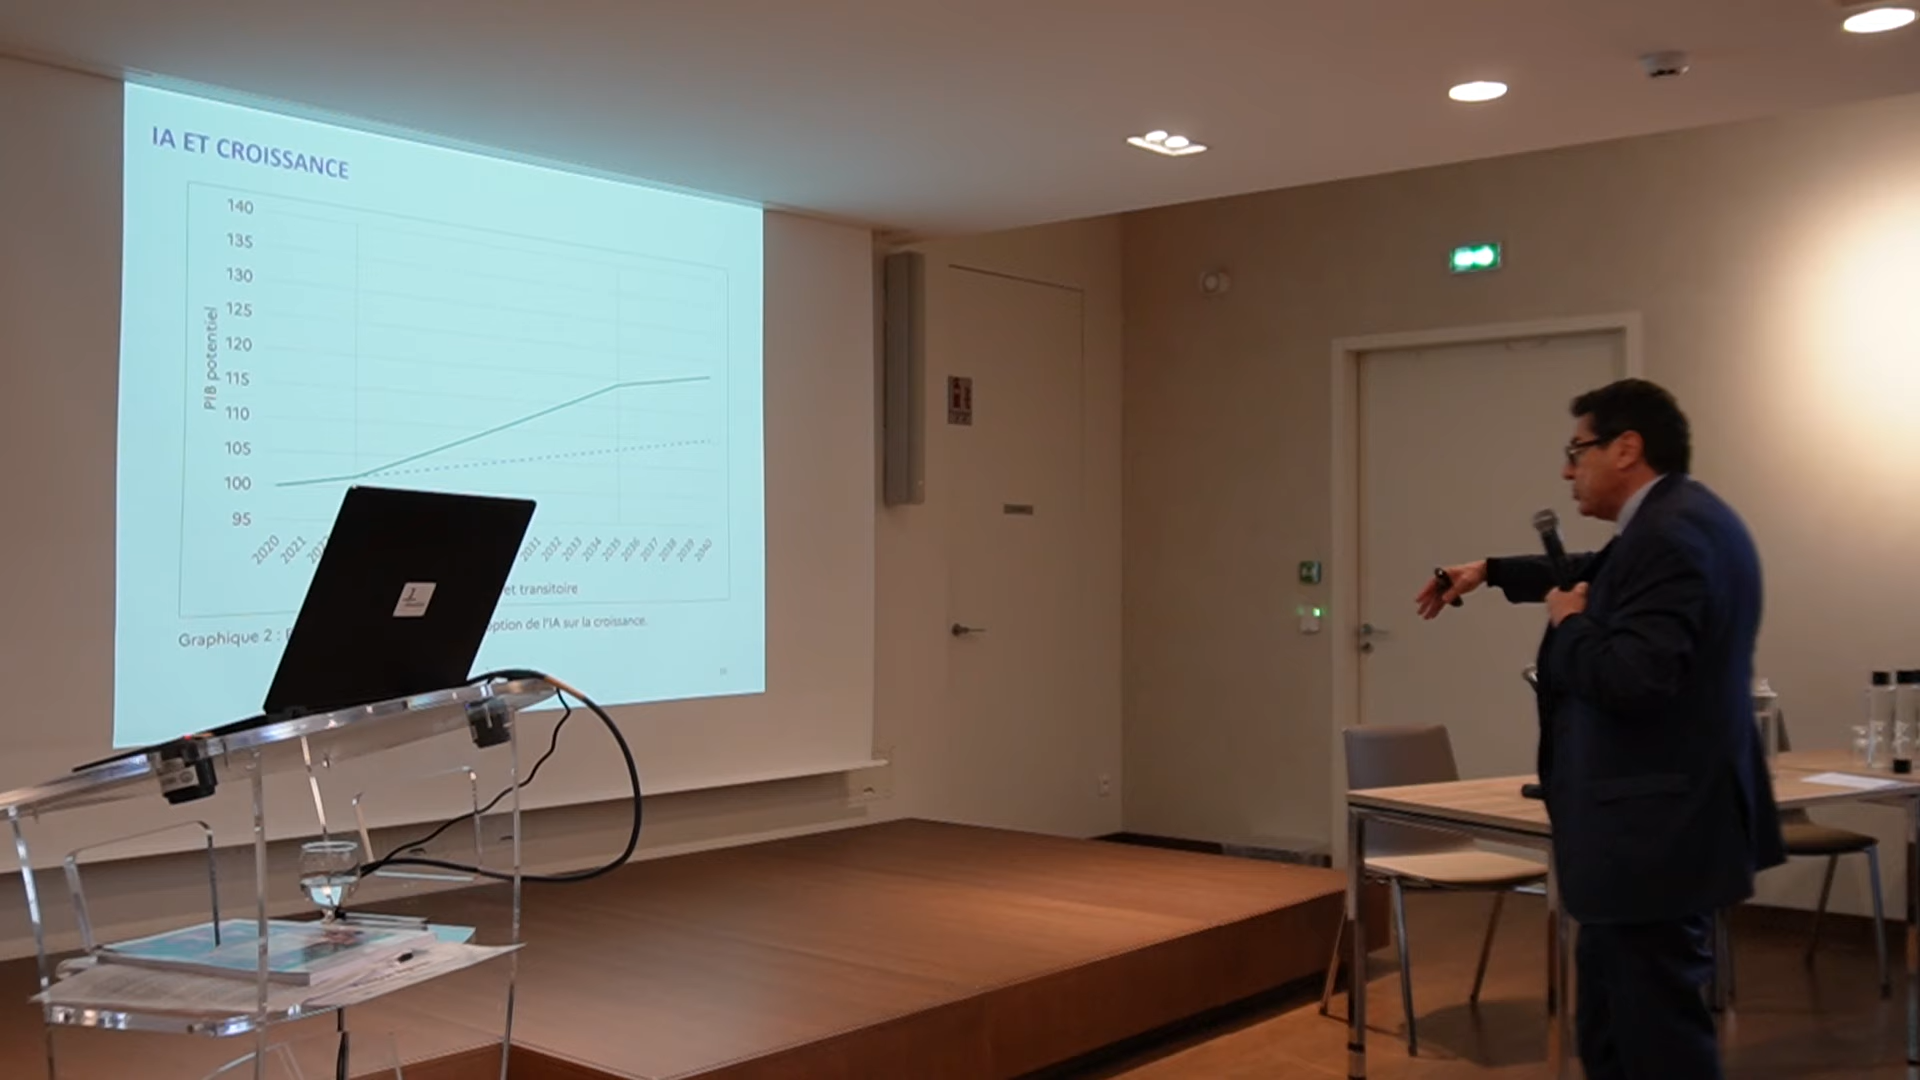 IA ET CROISSANCE
140
135
130
125
120
115
110
105
100
95
PIB potentiel
2020 2021 2031 2032 2033 2034 2035 2036 2037 2038 2039 2040
et transitoire
Graphique 2 : option de l'IA sur la croissance.